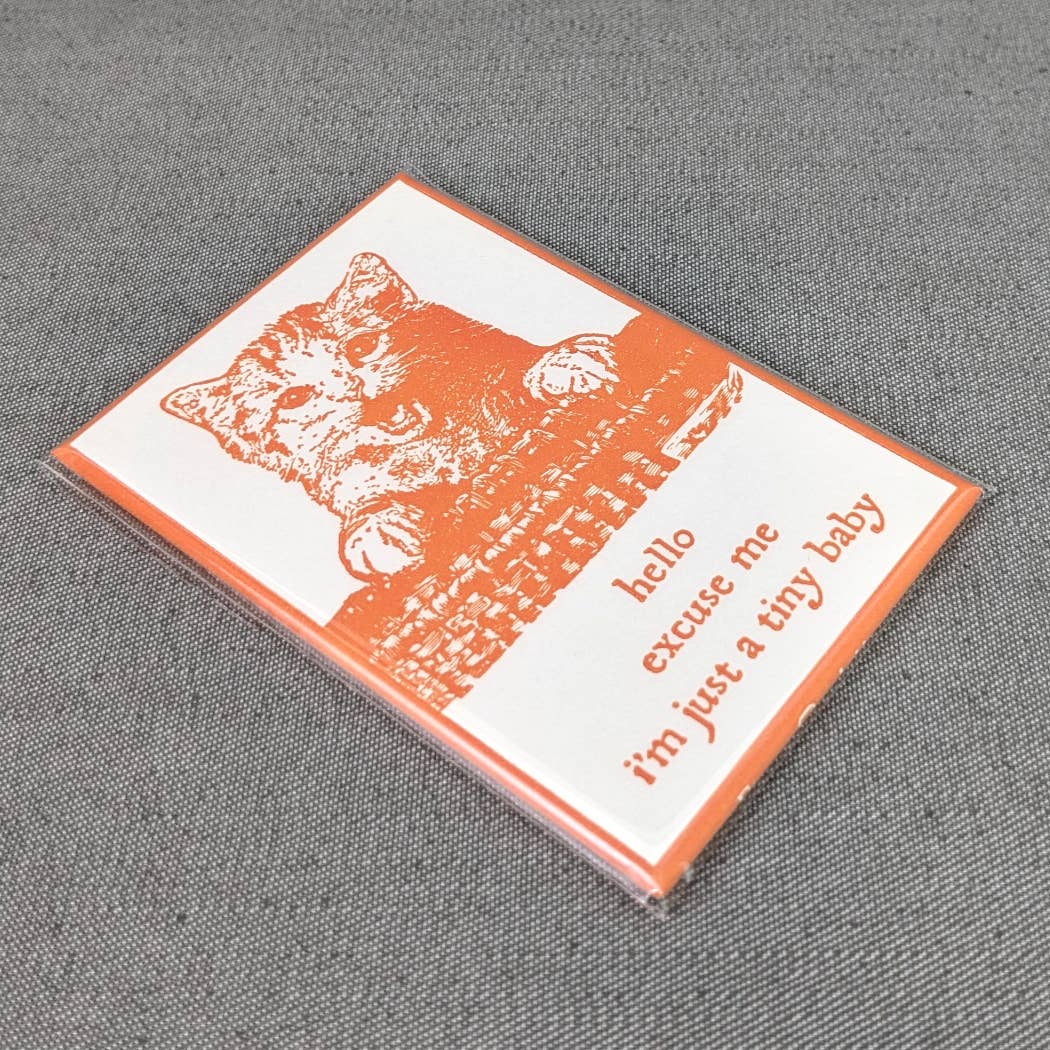 hello
excuse me
i'm just a tiny baby